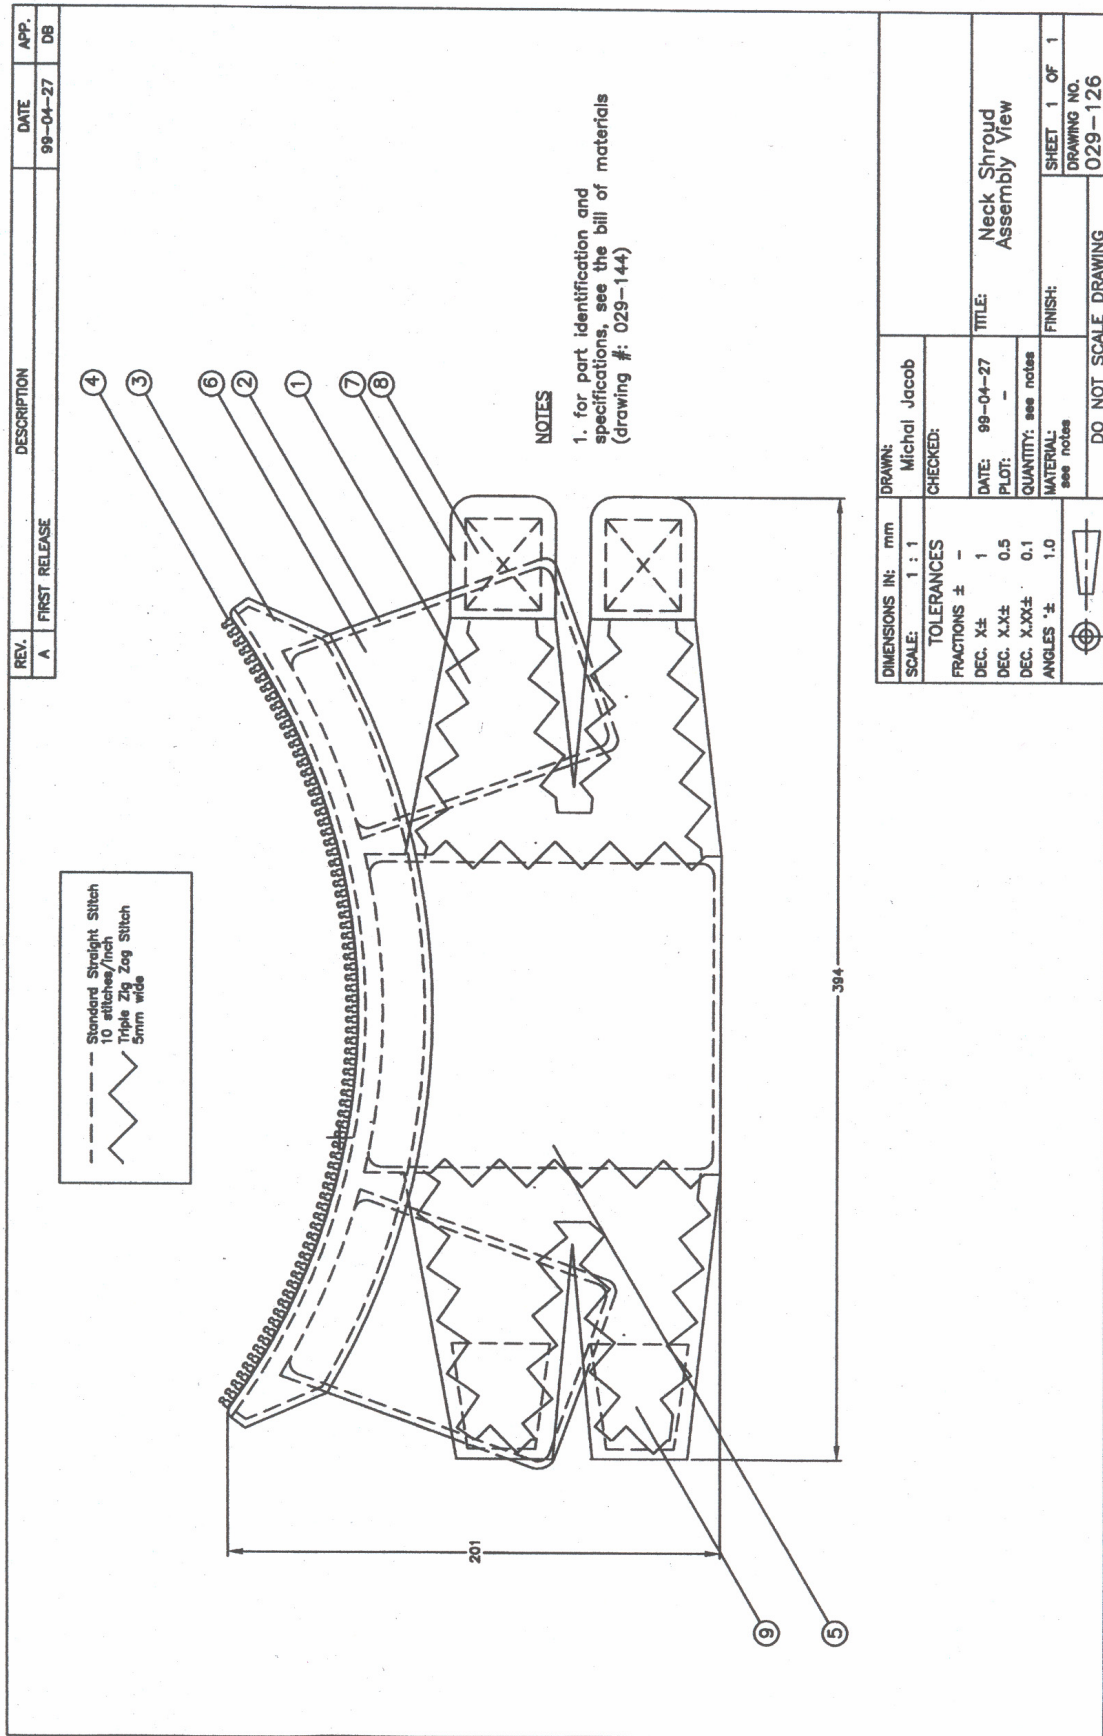 REV. DESCRIPTION DATE APP.
A FIRST RELEASE 99-04-27 DB
Standard Straight Stitch
10 stitches/inch
Triple Zig Zog Stitch
5mm wide
4
3
6
2
1
7
8
9
5
201
394
NOTES
1. for part identification and
specifications, see the bill of materials
(drawing #: 029-144)
DIMENSIONS IN: mm
SCALE: 1 : 1
TOLERANCES
FRACTIONS ± -
DEC. X± 1
DEC. X.X± 0.5
DEC. X.XX± 0.1
ANGLES °± 1.0
DRAWN:
Michal Jacob
CHECKED:
DATE: 99-04-27
PLOT: -
QUANTITY: see notes
MATERIAL:
see notes
TITLE: Neck Shroud
Assembly View
FINISH:
SHEET 1 OF 1
DRAWING NO.
029-126
DO NOT SCALE DRAWING